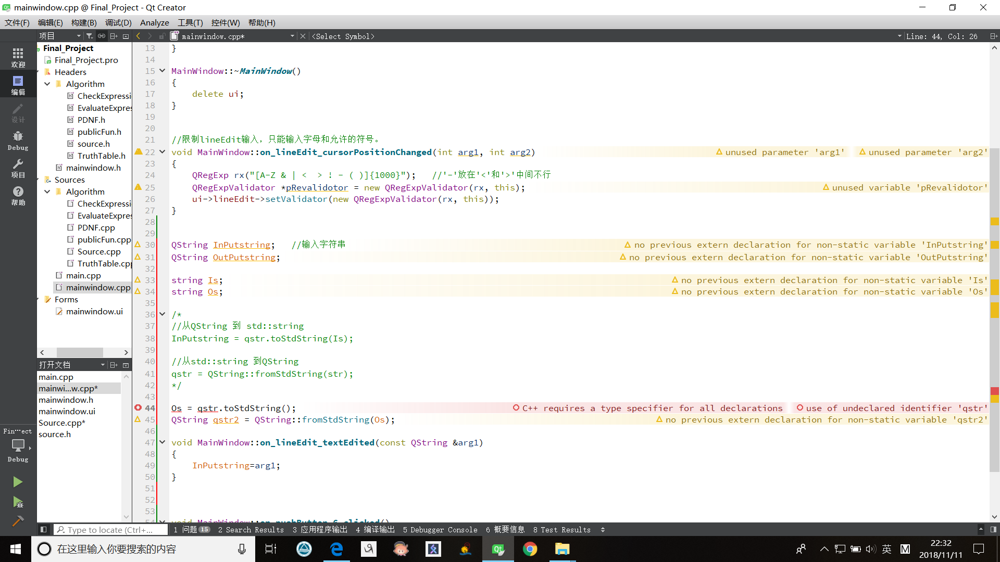 mainwindow.cpp @ Final_Project - Qt Creator
文件(F) 编辑(E) 构建(B) 调试(D) Analyze 工具(T) 控件(W) 帮助(H)
项目
mainwindow.cpp*
<Select Symbol>
Line: 44, Col: 26
欢迎
编辑
设计
Debug
项目
帮助
Fin···ect
Debug
Final_Project
Final_Project.pro
Headers
Algorithm
CheckExpressi
EvaluateExpres
PDNF.h
publicFun.h
source.h
TruthTable.h
mainwindow.h
Sources
Algorithm
CheckExpressi
EvaluateExpres
PDNF.cpp
publicFun.cpp
Source.cpp
TruthTable.cpp
main.cpp
mainwindow.cpp
Forms
mainwindow.ui
打开文档
main.cpp
mainwi...w.cpp*
mainwindow.h
mainwindow.ui
Source.cpp*
source.h
13 }
14
15 MainWindow::~MainWindow()
16 {
17 delete ui;
18 }
19
20
21 //限制lineEdit输入，只能输入字母和允许的符号。
22 void MainWindow::on_lineEdit_cursorPositionChanged(int arg1, int arg2) unused parameter 'arg1' unused parameter 'arg2'
23 {
24 QRegExp rx("[A-Z & | <  > ! - ( )]{1000}"); //'-'放在'<'和'>'中间不行
25 QRegExpValidator *pRevalidotor = new QRegExpValidator(rx, this); unused variable 'pRevalidotor'
26 ui->lineEdit->setValidator(new QRegExpValidator(rx, this));
27 }
28
29
30 QString InPutstring; //输入字符串 no previous extern declaration for non-static variable 'InPutstring'
31 QString OutPutstring; no previous extern declaration for non-static variable 'OutPutstring'
32
33 string Is; no previous extern declaration for non-static variable 'Is'
34 string Os; no previous extern declaration for non-static variable 'Os'
35
36 /*
37 //从QString 到 std::string
38 InPutstring = qstr.toStdString(Is);
39
40 //从std::string 到QString
41 qstr = QString::fromStdString(str);
42 */
43
44 Os = qstr.toStdString(); C++ requires a type specifier for all declarations use of undeclared identifier 'qstr'
45 QString qstr2 = QString::fromStdString(Os); no previous extern declaration for non-static variable 'qstr2'
46
47 void MainWindow::on_lineEdit_textEdited(const QString &arg1)
48 {
49 InPutstring=arg1;
50 }
51
52
53
54 void MainWindow::on_pushButton_6_clicked()
Type to locate (Ctrl+...
1 问题 15 2 Search Results 3 应用程序输出 4 编译输出 5 Debugger Console 6 概要信息 8 Test Results
在这里输入你要搜索的内容
英
M
22:32
2018/11/11